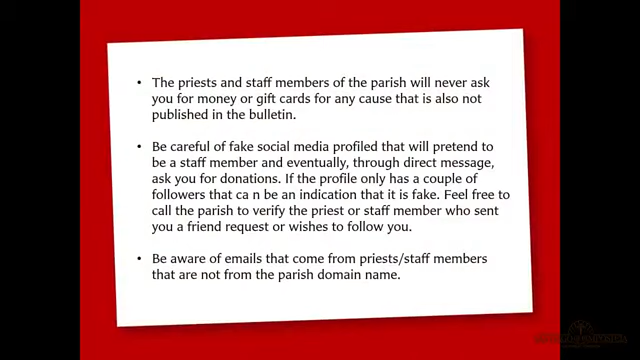 • The priests and staff members of the parish will never ask
you for money or gift cards for any cause that is also not
published in the bulletin.
• Be careful of fake social media profiled that will pretend to
be a staff member and eventually, through direct message,
ask you for donations. If the profile only has a couple of
followers that ca n be an indication that it is fake. Feel free to
call the parish to verify the priest or staff member who sent
you a friend request or wishes to follow you.
• Be aware of emails that come from priests/staff members
that are not from the parish domain name.